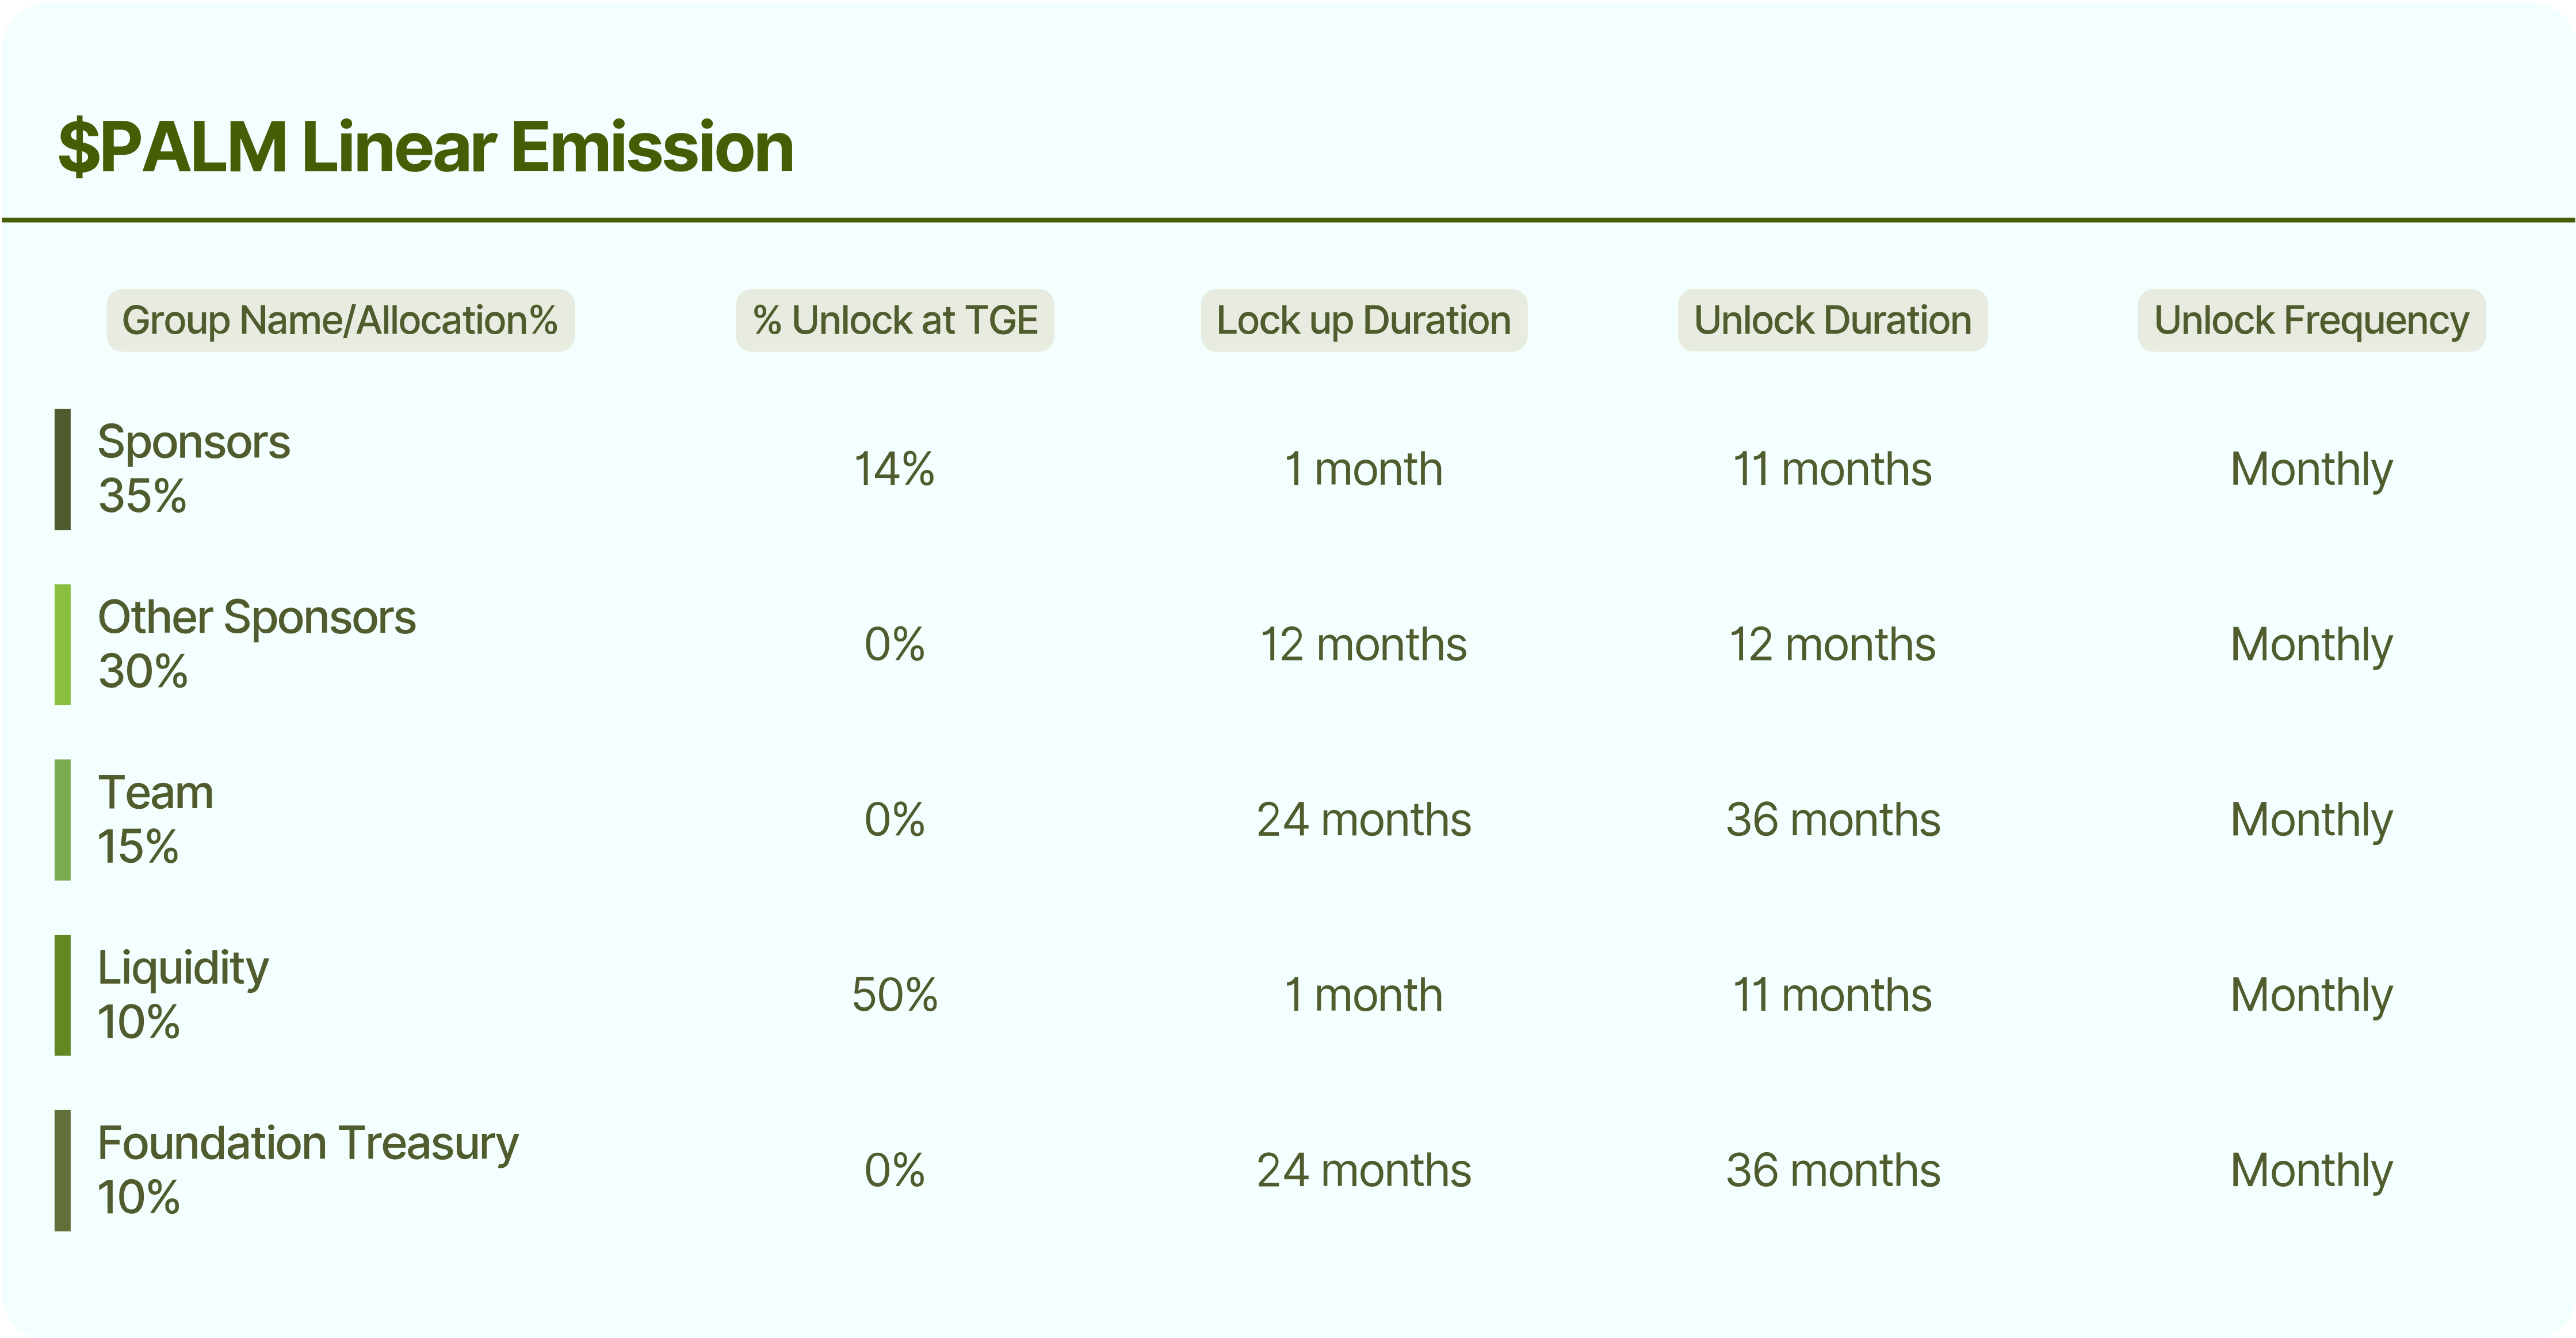 $PALM Linear Emission
Group Name/Allocation%
% Unlock at TGE
Lock up Duration
Unlock Duration
Unlock Frequency
Sponsors
35%
14%
1 month
11 months
Monthly
Other Sponsors
30%
0%
12 months
12 months
Monthly
Team
15%
0%
24 months
36 months
Monthly
Liquidity
10%
50%
1 month
11 months
Monthly
Foundation Treasury
10%
0%
24 months
36 months
Monthly